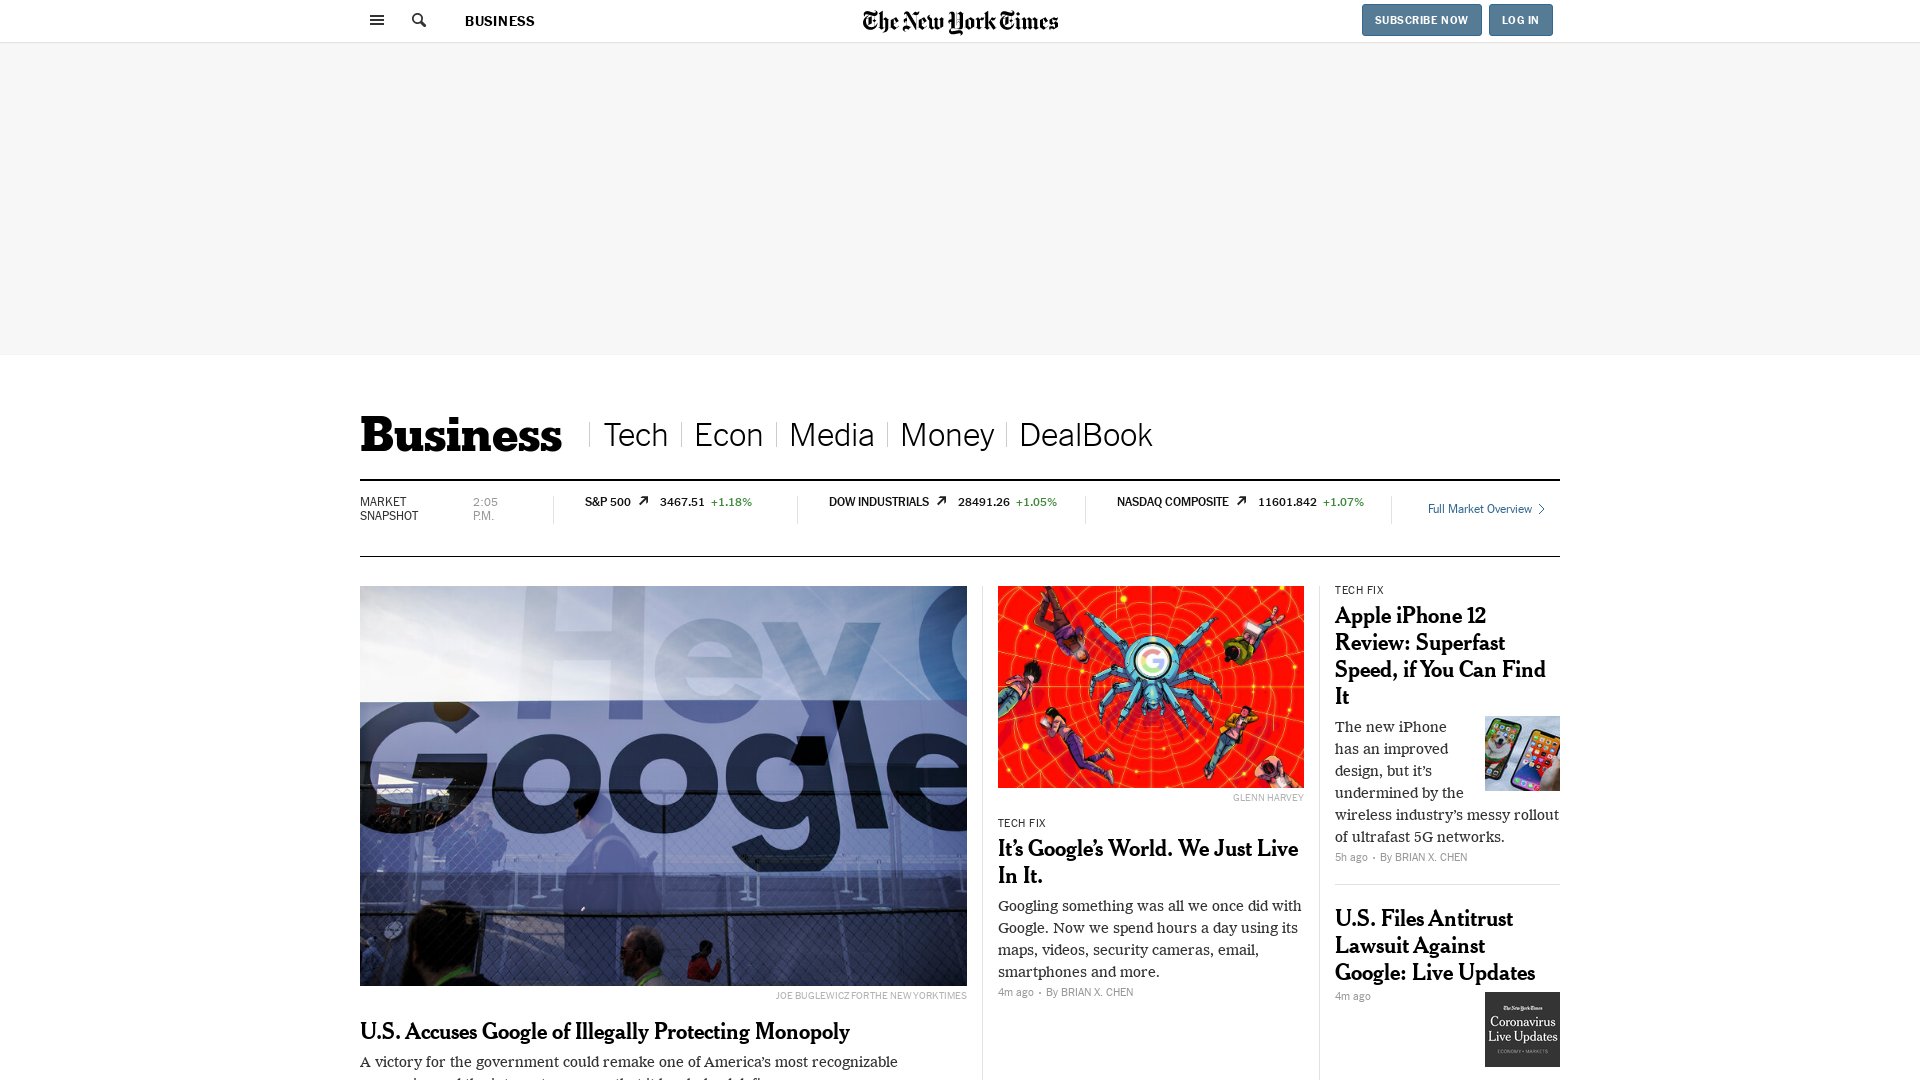 BUSINESS
The New York Times
SUBSCRIBE NOW
LOG IN
Business
Tech
Econ
Media
Money
DealBook
MARKET
SNAPSHOT
2:05
P.M.
S&P 500 3467.51 +1.18%
DOW INDUSTRIALS 28491.26 +1.05%
NASDAQ COMPOSITE 11601.842 +1.07%
Full Market Overview
Hey G
Google
JOE BUGLEWICZ FOR THE NEW YORK TIMES
U.S. Accuses Google of Illegally Protecting Monopoly
A victory for the government could remake one of America’s most recognizable
G
GLENN HARVEY
TECH FIX
It’s Google’s World. We Just Live
In It.
Googling something was all we once did with
Google. Now we spend hours a day using its
maps, videos, security cameras, email,
smartphones and more.
4m ago • By BRIAN X. CHEN
TECH FIX
Apple iPhone 12
Review: Superfast
Speed, if You Can Find
It
The new iPhone
has an improved
design, but it’s
undermined by the
wireless industry’s messy rollout
of ultrafast 5G networks.
5h ago • By BRIAN X. CHEN
U.S. Files Antitrust
Lawsuit Against
Google: Live Updates
4m ago
The New York Times
Coronavirus
Live Updates
ECONOMY • MARKETS